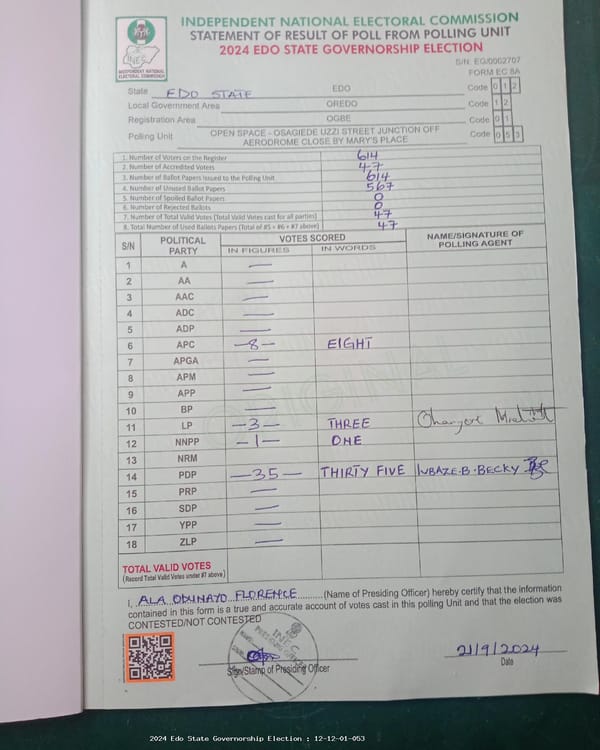 INDEPENDENT NATIONAL ELECTORAL COMMISSION
STATEMENT OF RESULT OF POLL FROM POLLING UNIT
2024 EDO STATE GOVERNORSHIP ELECTION
INEC
INDEPENDENT NATIONAL ELECTORAL COMMISSION
S/N: EG/0002707
FORM EC 8A
State EDO STATE EDO Code 0 1 2
Local Government Area OREDO Code 1 2
Registration Area OGBE Code 0 1
Polling Unit OPEN SPACE - OSAGIEDE UZZI STREET JUNCTION OFF AERODROME CLOSE BY MARY'S PLACE Code 0 5 3
1. Number of Voters on the Register 614
2. Number of Accredited Voters 47
3. Number of Ballot Papers Issued to the Polling Unit 614
4. Number of Unused Ballot Papers 567
5. Number of Spoiled Ballot Papers 0
6. Number of Rejected Ballots 0
7. Number of Total Valid Votes (Total Valid Votes cast for all parties) 47
8. Total Number of Used Ballots Papers (Total of #5 + #6 + #7 above) 47
S/N POLITICAL PARTY VOTES SCORED NAME/SIGNATURE OF POLLING AGENT
IN FIGURES IN WORDS
1 A —
2 AA —
3 AAC —
4 ADC —
5 ADP —
6 APC -8- EIGHT
7 APGA —
8 APM —
9 APP —
10 BP —
11 LP -3- THREE
12 NNPP -1- ONE
13 NRM
14 PDP -35- THIRTY FIVE IUBAZE-B-BECKY
15 PRP —
16 SDP —
17 YPP —
18 ZLP —
TOTAL VALID VOTES
(Record Total Valid Votes under #7 above)
I, ALA ODUNAYO FLORENCE (Name of Presiding Officer) hereby certify that the information
contained in this form is a true and accurate account of votes cast in this polling Unit and that the election was
CONTESTED/NOT CONTESTED
INEC
21/9/2024
Sign/Stamp of Presiding Officer Date
2024 Edo State Governorship Election : 12-12-01-053